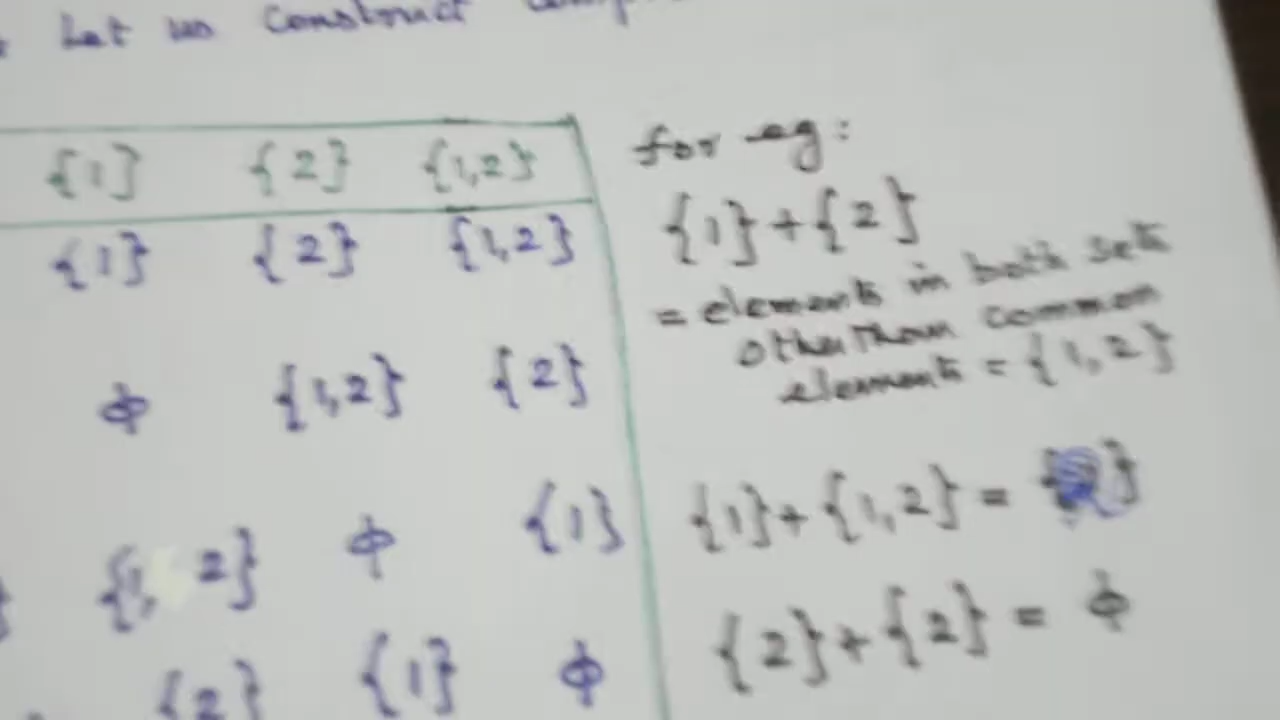 Let us construct
{1} {2} {1,2}
{1} {2} {1,2}
ϕ {1,2} {2}
{1, 2} ϕ {1}
{2} {1} ϕ
for eg:
{1}+{2}
= elements in both sets
other than common
elements = {1,2}
{1}+{1,2} = { }
{2}+{2} = ϕ